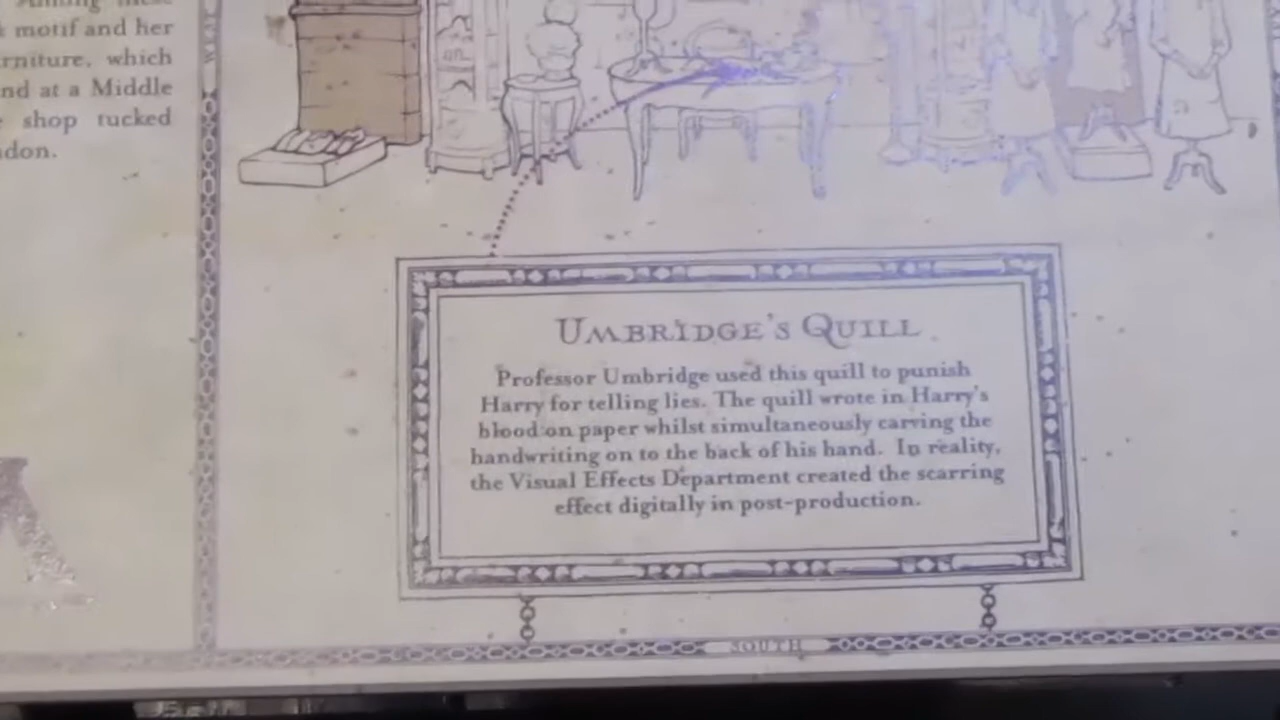 motif and her
rniture, which
nd at a Middle
shop tucked
don.
UMBRIDGE'S QUILL
Professor Umbridge used this quill to punish
Harry for telling lies. The quill wrote in Harry's
blood on paper whilst simultaneously carving the
handwriting on to the back of his hand. In reality,
the Visual Effects Department created the scarring
effect digitally in post-production.
SOUTH